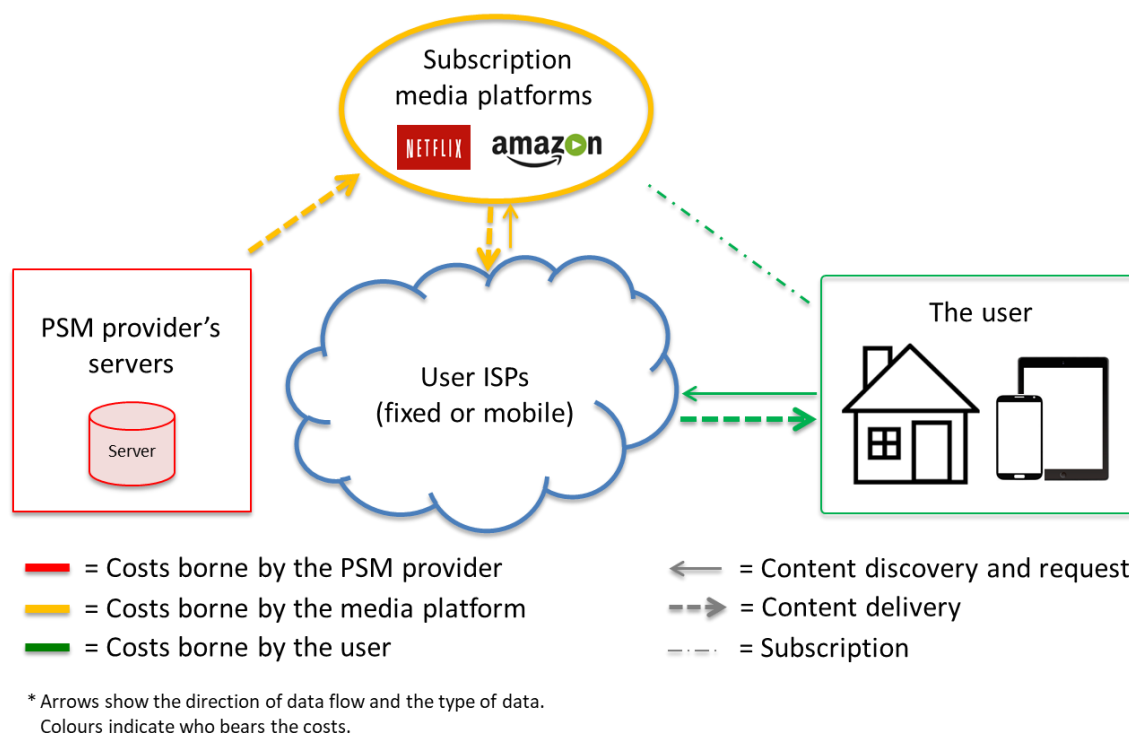 Subscription
media platforms
NETFLIX amazon
PSM provider's
servers
Server
User ISPs
(fixed or mobile)
The user
= Costs borne by the PSM provider
= Costs borne by the media platform
= Costs borne by the user
= Content discovery and request
= Content delivery
= Subscription
* Arrows show the direction of data flow and the type of data.
Colours indicate who bears the costs.